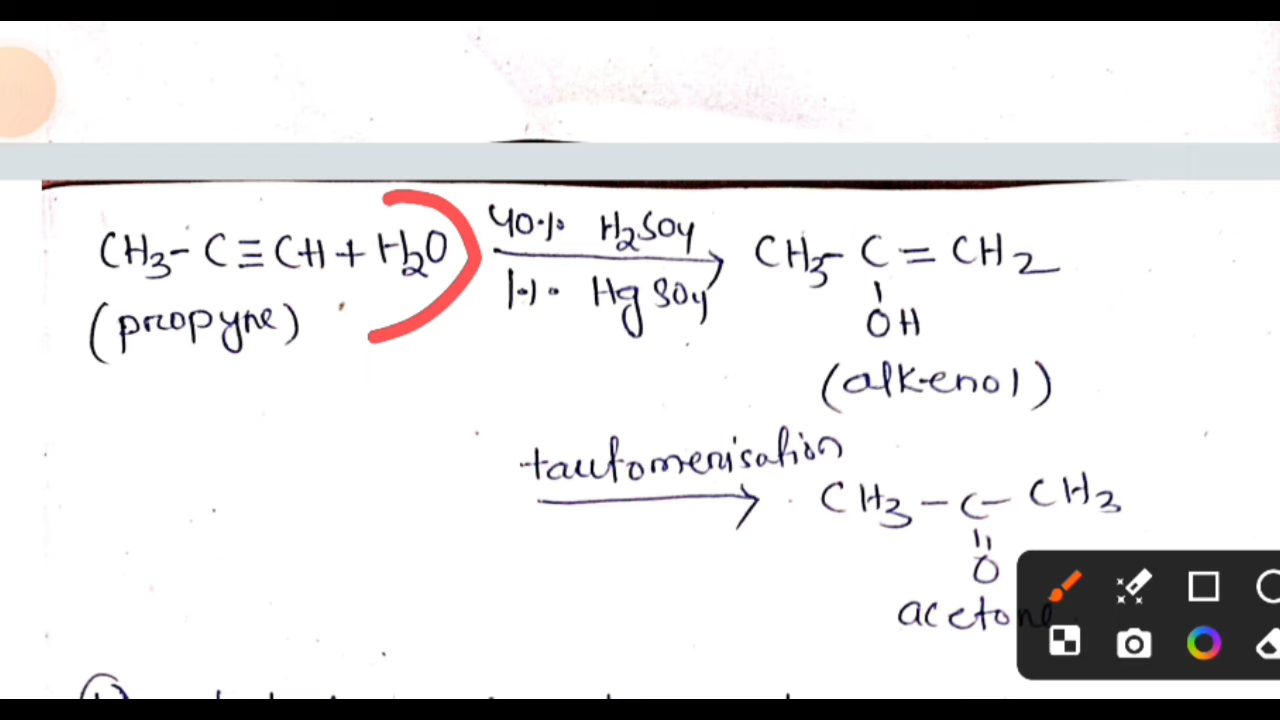 40% H2SO4
CH3- C≡CH + H2O → CH3- C = CH2
1% HgSO4
(propyne)
OH
(alkenol)
tautomerisation
→ CH3 - C - CH3
O
acetone